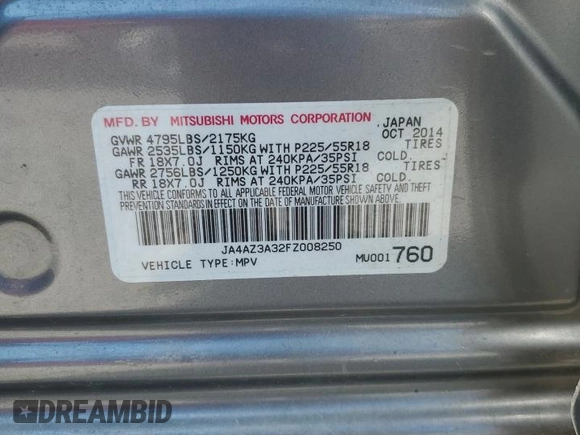 MFD. BY MITSUBISHI MOTORS CORPORATION JAPAN
GVWR 4795LBS/2175KG OCT 2014
GAWR 2535LBS/1150KG WITH P225/55R18 TIRES
FR 18X7.0J RIMS AT 240KPA/35PSI COLD.
GAWR 2756LBS/1250KG WITH P225/55R18 TIRES
RR 18X7.0J RIMS AT 240KPA/35PSI COLD.
THIS VEHICLE CONFORMS TO ALL APPLICABLE FEDERAL MOTOR VEHICLE SAFETY AND THEFT
PREVENTION STANDARDS IN EFFECT ON THE DATE OF MANUFACTURE SHOWN ABOVE.
JA4AZ3A32FZ008250
VEHICLE TYPE:MPV MU001760
DREAMBID